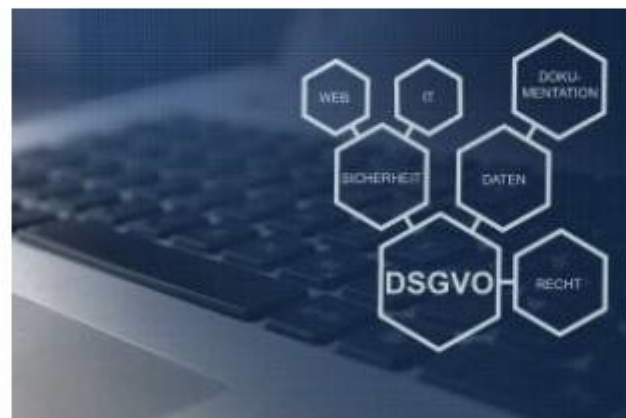 DOKU-
MENTATION
WEB
IT
SICHERHEIT
DATEN
DSGVO
RECHT